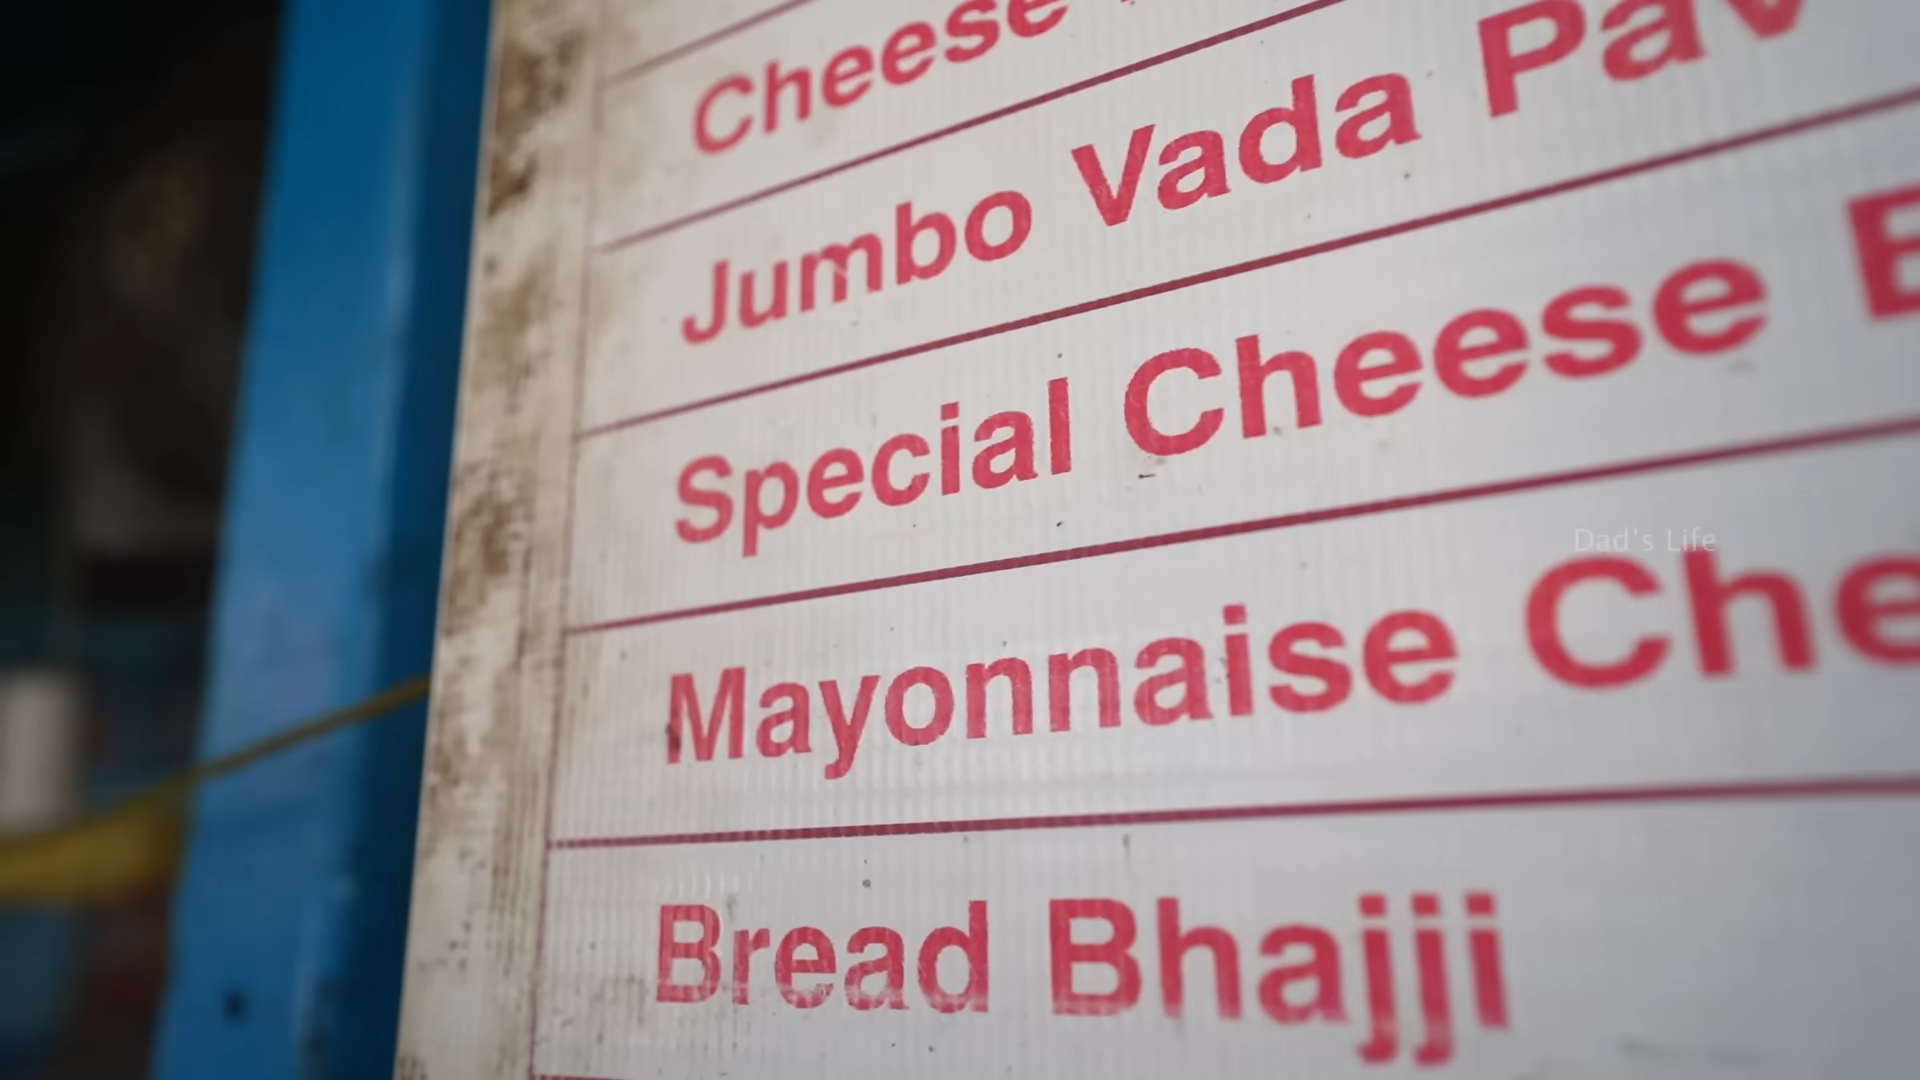 Cheese
Jumbo Vada Pav
Special Cheese
Mayonnaise Che
Bread Bhajji
Dad's Life